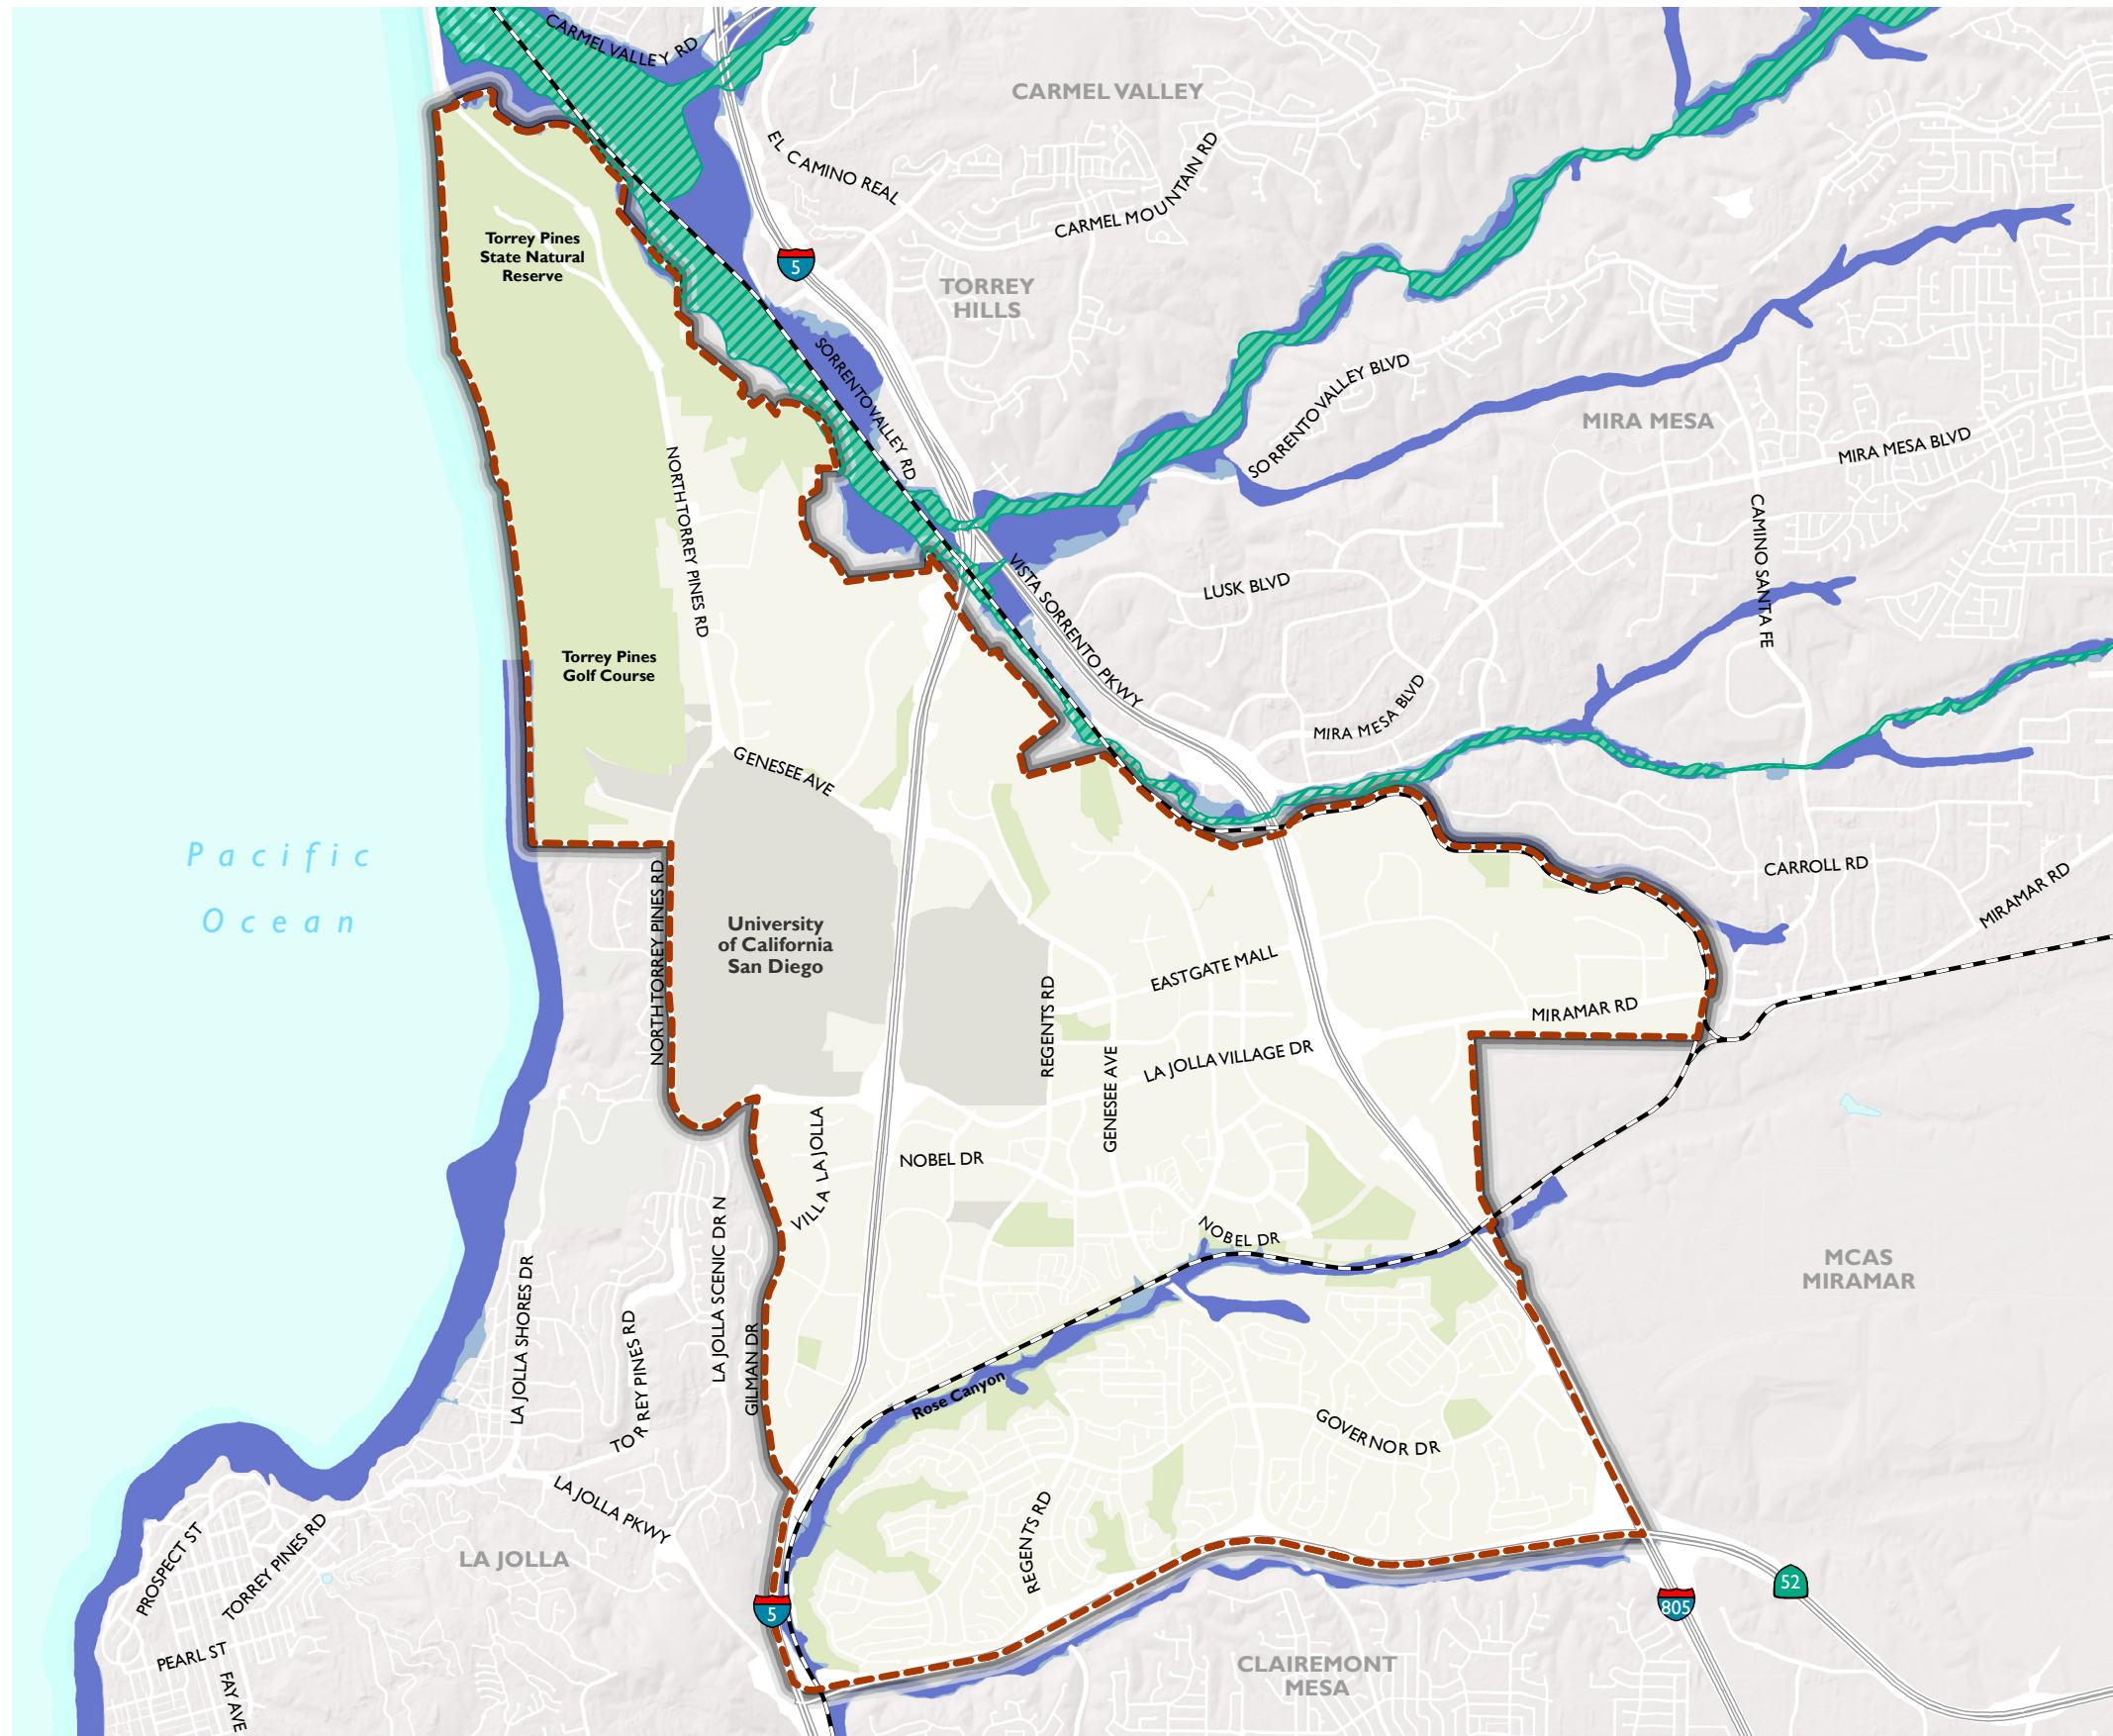 CARMEL VALLEY RD
CARMEL VALLEY
EL CAMINO REAL
CARMEL MOUNTAIN RD
Torrey Pines
State Natural
Reserve
5
TORREY
HILLS
SORRENTO VALLEY RD
SORRENTO VALLEY BLVD
MIRA MESA
MIRA MESA BLVD
NORTH TORREY PINES RD
CAMINO SANTA FE
VISTA SORRENTO PKWY
LUSK BLVD
Torrey Pines
Golf Course
MIRA MESA BLVD
GENESEE AVE
Pacific
Ocean
NORTH TORREY PINES RD
University
of California
San Diego
CARROLL RD
MIRAMAR RD
EASTGATE MALL
REGENTS RD
MIRAMAR RD
LA JOLLA VILLAGE DR
GENESEE AVE
VILLA LA JOLLA
NOBEL DR
NOBEL DR
LA JOLLA SCENIC DR N
LA JOLLA SHORES DR
TORREY PINES RD
GILMAN DR
MCAS
MIRAMAR
Rose Canyon
GOVERNOR DR
REGENTS RD
LA JOLLA PKWY
LA JOLLA
PROSPECT ST
TORREY PINES RD
PEARL ST
FAY AVE
5
52
805
CLAIREMONT
MESA